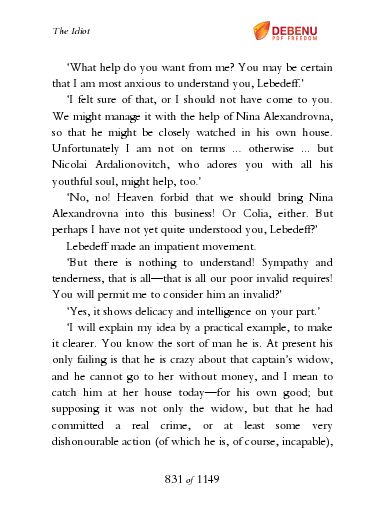 The Idiot
DEBENU
PDF FREEDOM
‘What help do you want from me? You may be certain
that I am most anxious to understand you, Lebedeff.’
‘I felt sure of that, or I should not have come to you.
We might manage it with the help of Nina Alexandrovna,
so that he might be closely watched in his own house.
Unfortunately I am not on terms ... otherwise ... but
Nicolai Ardalionovitch, who adores you with all his
youthful soul, might help, too.’
‘No, no! Heaven forbid that we should bring Nina
Alexandrovna into this business! Or Colia, either. But
perhaps I have not yet quite understood you, Lebedeff?’
Lebedeff made an impatient movement.
‘But there is nothing to understand! Sympathy and
tenderness, that is all—that is all our poor invalid requires!
You will permit me to consider him an invalid?’
‘Yes, it shows delicacy and intelligence on your part.’
‘I will explain my idea by a practical example, to make
it clearer. You know the sort of man he is. At present his
only failing is that he is crazy about that captain’s widow,
and he cannot go to her without money, and I mean to
catch him at her house today—for his own good; but
supposing it was not only the widow, but that he had
committed a real crime, or at least some very
dishonourable action (of which he is, of course, incapable),
831 of 1149